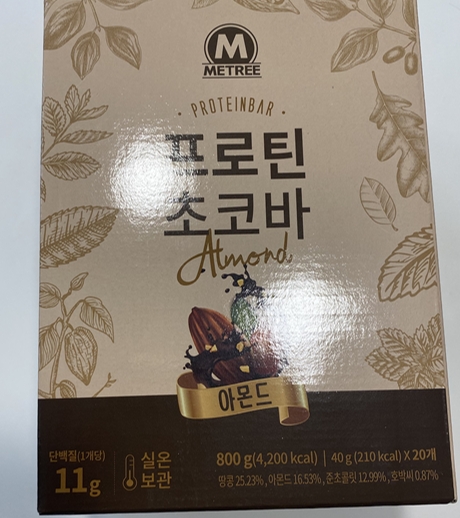 M
METREE
PROTEINBAR
프로틴
초코바
Almond
아몬드
단백질(1개당)
11g
실온
보관
800 g(4,200 kcal) | 40 g (210 kcal) X 20개
땅콩 25.23%, 아몬드 16.53%, 준초콜릿 12.99%, 호박씨 0.87%